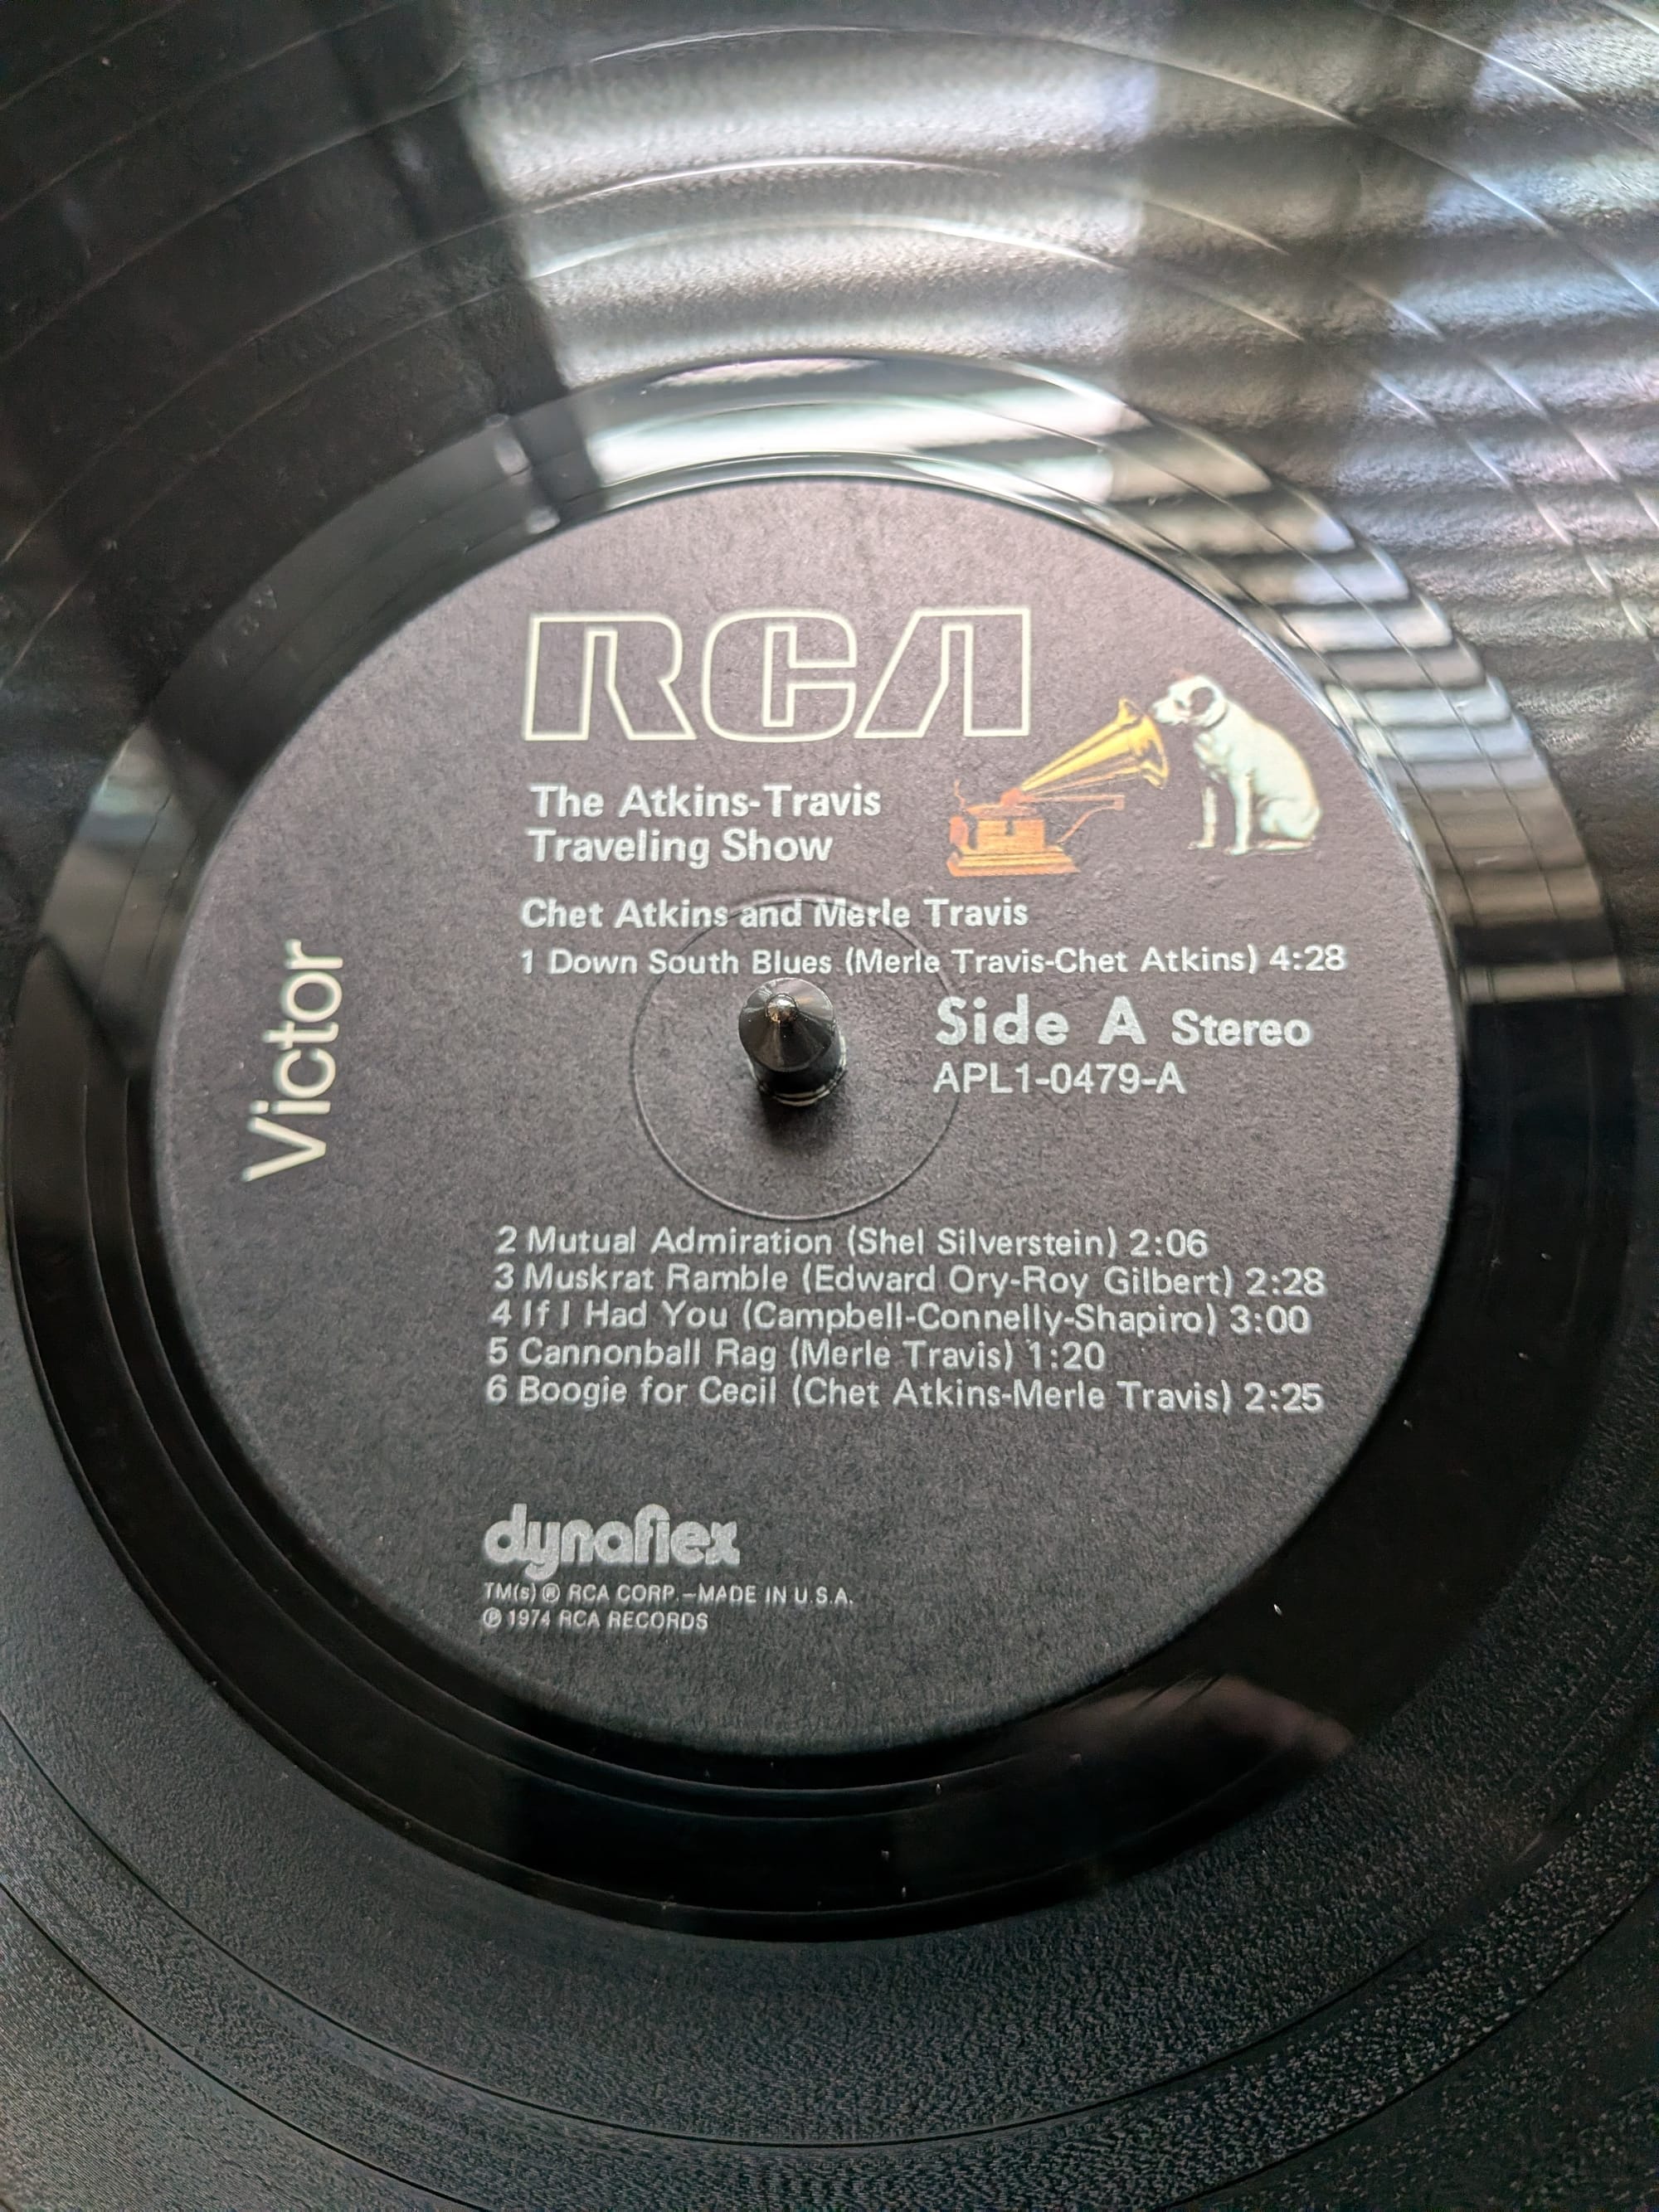 RCA
The Atkins-Travis
Traveling Show
Chet Atkins and Merle Travis
1 Down South Blues (Merle Travis-Chet Atkins) 4:28
Side A Stereo
APL1-0479-A
Victor
2 Mutual Admiration (Shel Silverstein) 2:06
3 Muskrat Ramble (Edward Ory-Roy Gilbert) 2:28
4 If I Had You (Campbell-Connelly-Shapiro) 3:00
5 Cannonball Rag (Merle Travis) 1:20
6 Boogie for Cecil (Chet Atkins-Merle Travis) 2:25
dynaflex
TM(s) ® RCA CORP.–MADE IN U.S.A.
℗ 1974 RCA RECORDS